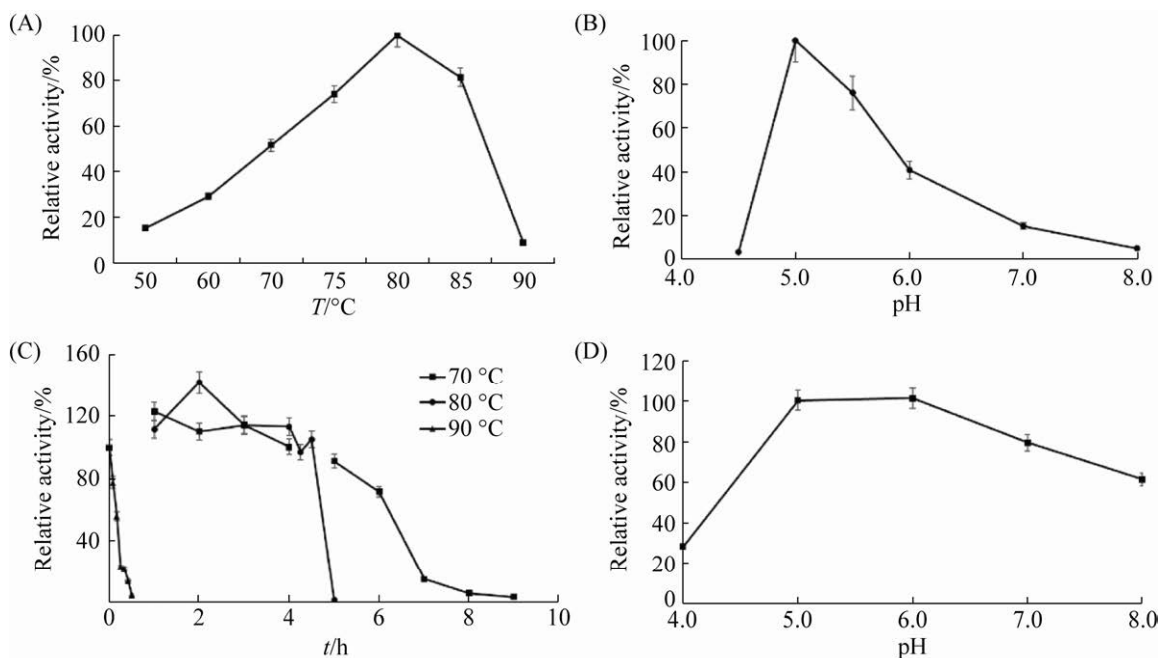 (A)
Relative activity/%
100
80
60
40
20
0
50 60 70 75 80 85 90
T/°C
(B)
Relative activity/%
100
80
60
40
20
0
4.0 5.0 6.0 7.0 8.0
pH
(C)
Relative activity/%
160
120
80
40
0 2 4 6 8 10
t/h
70 °C
80 °C
90 °C
(D)
Relative activity/%
120
100
80
60
40
20
0
4.0 5.0 6.0 7.0 8.0
pH